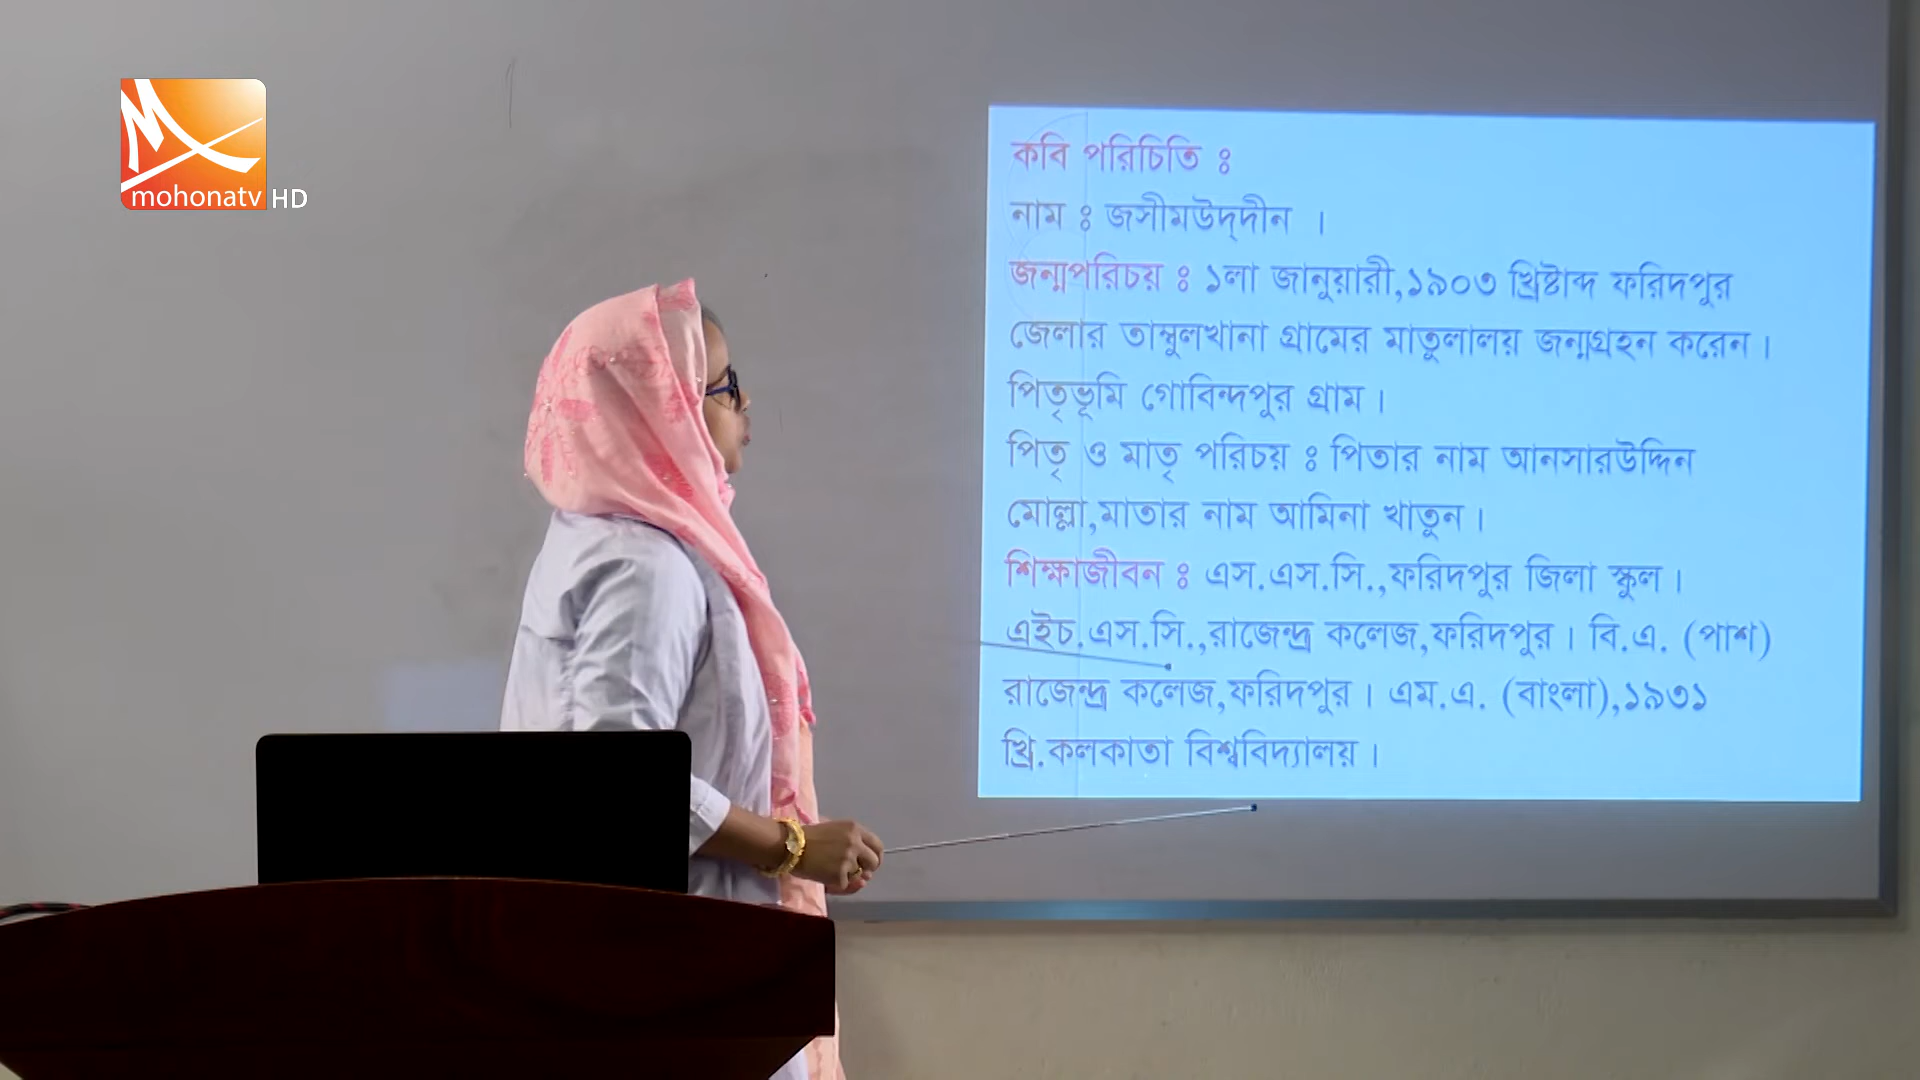 mohonatv HD
কবি পরিচিতি ঃ
নাম ঃ জসীমউদ্‌দীন ।
জন্মপরিচয় ঃ ১লা জানুয়ারী,১৯০৩ খ্রিষ্টাব্দ ফরিদপুর
জেলার তাম্বুলখানা গ্রামের মাতুলালয় জন্মগ্রহন করেন ।
পিতৃভূমি গোবিন্দপুর গ্রাম ।
পিতৃ ও মাতৃ পরিচয় ঃ পিতার নাম আনসারউদ্দিন
মোল্লা,মাতার নাম আমিনা খাতুন ।
শিক্ষাজীবন ঃ এস.এস.সি.,ফরিদপুর জিলা স্কুল ।
এইচ.এস.সি.,রাজেন্দ্র কলেজ,ফরিদপুর । বি.এ. (পাশ)
রাজেন্দ্র কলেজ,ফরিদপুর । এম.এ. (বাংলা),১৯৩১
খ্রি.কলকাতা বিশ্ববিদ্যালয় ।